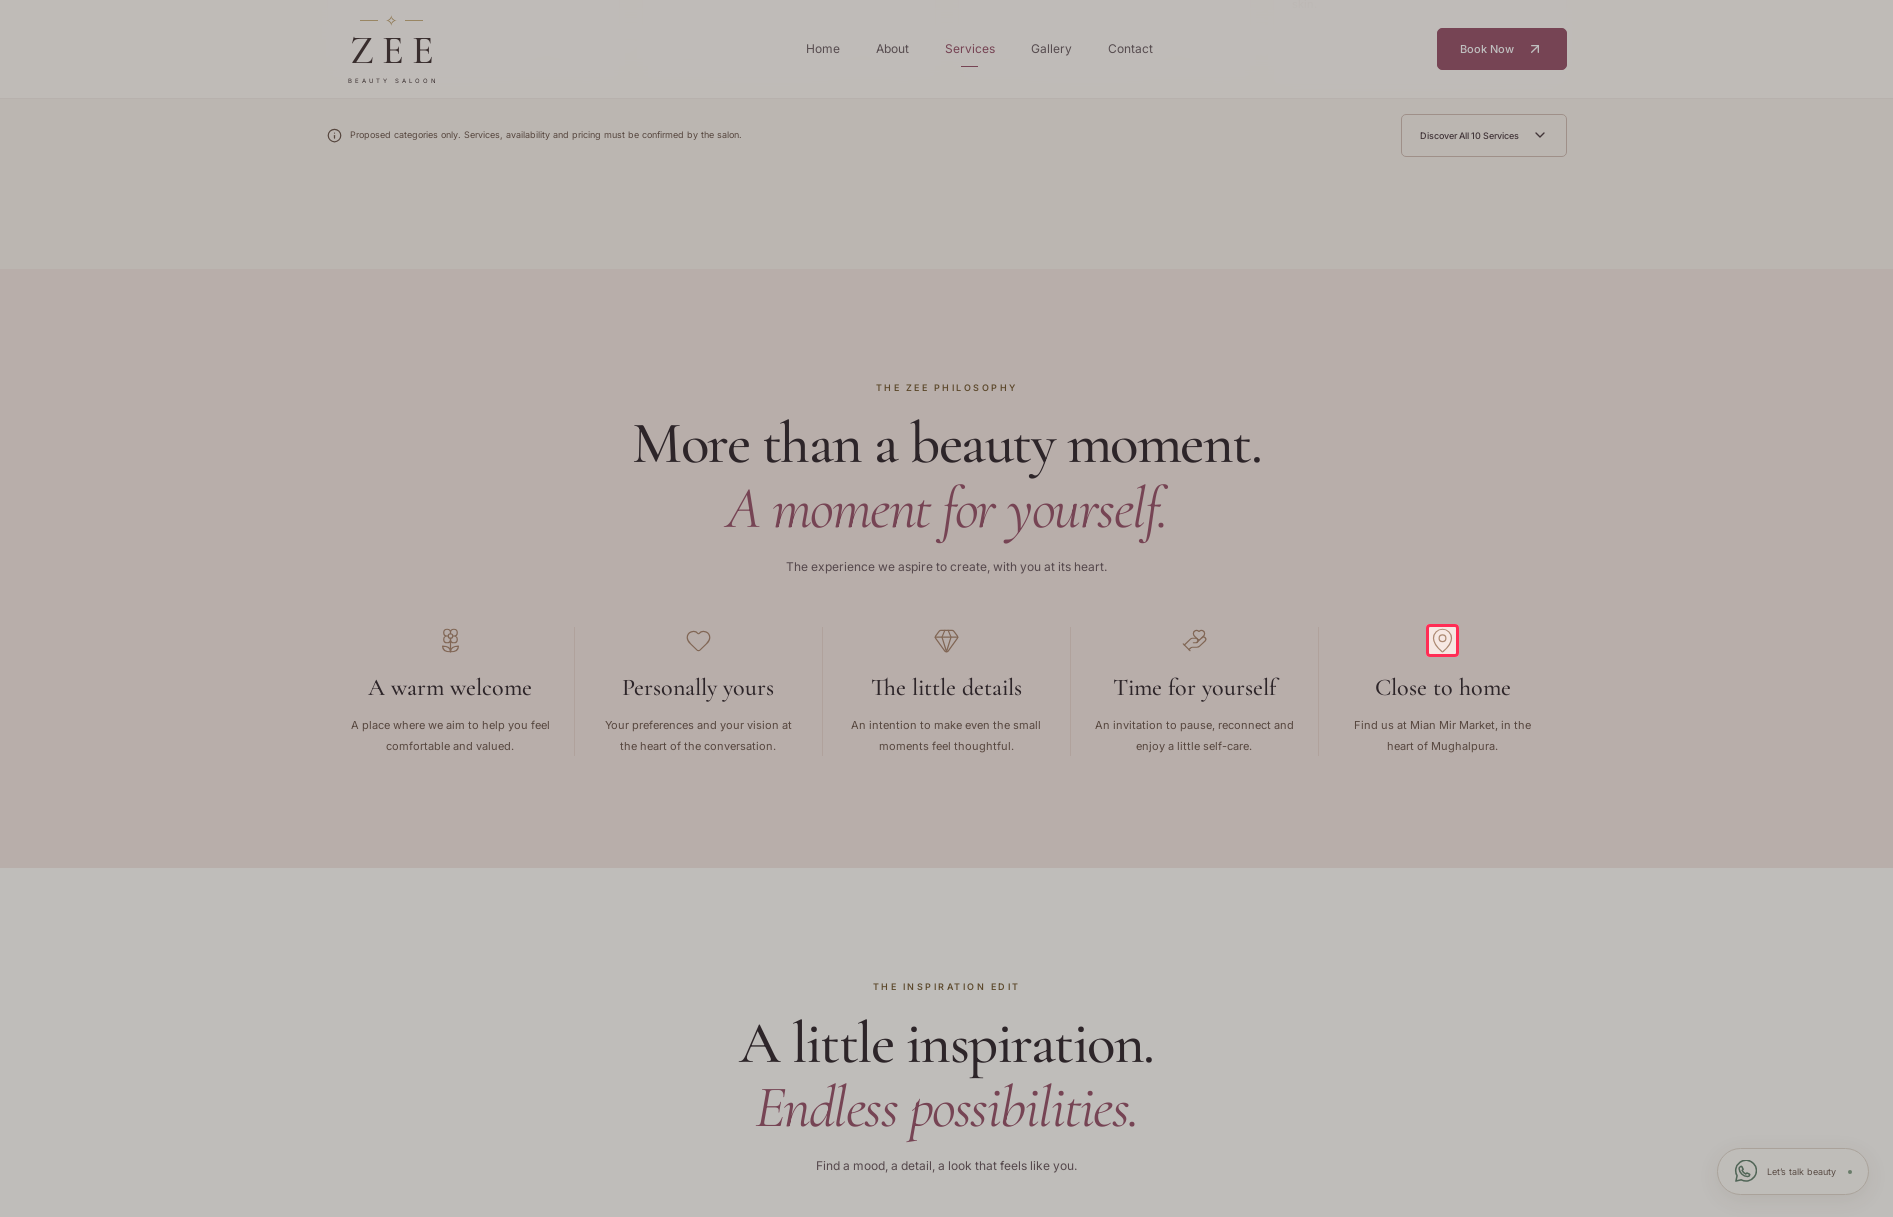 ZEE
BEAUTY SALOON
Home
About
Services
Gallery
Contact
Book Now
Proposed categories only. Services, availability and pricing must be confirmed by the salon.
Discover All 10 Services
THE ZEE PHILOSOPHY
More than a beauty moment.
A moment for yourself.
The experience we aspire to create, with you at its heart.
A warm welcome
A place where we aim to help you feel
comfortable and valued.
Personally yours
Your preferences and your vision at
the heart of the conversation.
The little details
An intention to make even the small
moments feel thoughtful.
Time for yourself
An invitation to pause, reconnect and
enjoy a little self-care.
Close to home
Find us at Mian Mir Market, in the
heart of Mughalpura.
THE INSPIRATION EDIT
A little inspiration.
Endless possibilities.
Find a mood, a detail, a look that feels like you.
Let's talk beauty